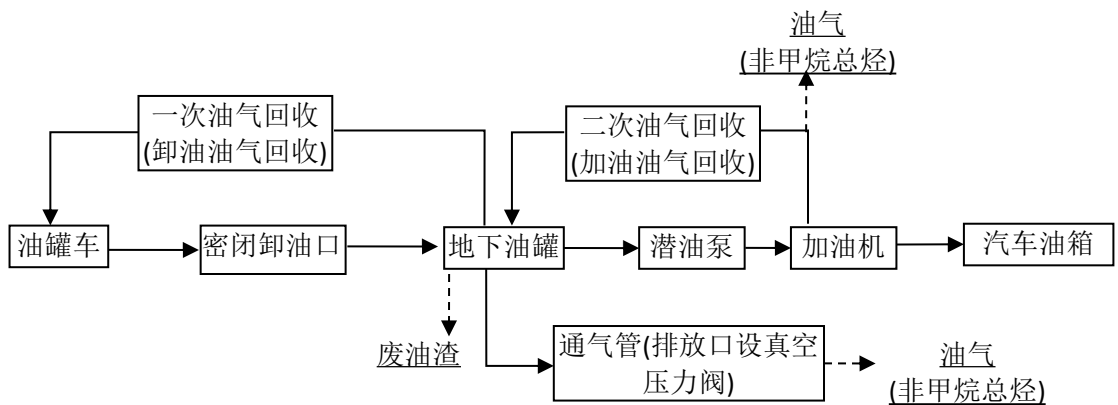 油气
(非甲烷总烃)
一次油气回收
(卸油油气回收)
二次油气回收
(加油油气回收)
油罐车
密闭卸油口
地下油罐
潜油泵
加油机
汽车油箱
废油渣
通气管(排放口设真空
压力阀)
油气
(非甲烷总烃)